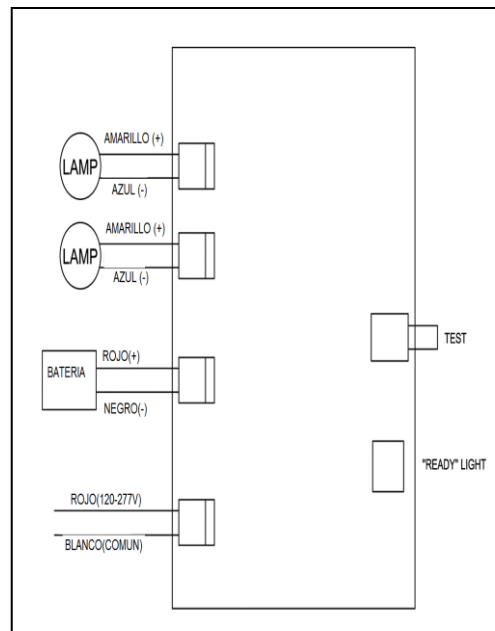 AMARILLO (+)
LAMP
AZUL (-)
AMARILLO (+)
LAMP
AZUL (-)
ROJO(+)
BATERIA
NEGRO(-)
TEST
"READY" LIGHT
ROJO(120-277V)
BLANCO(COMUN)